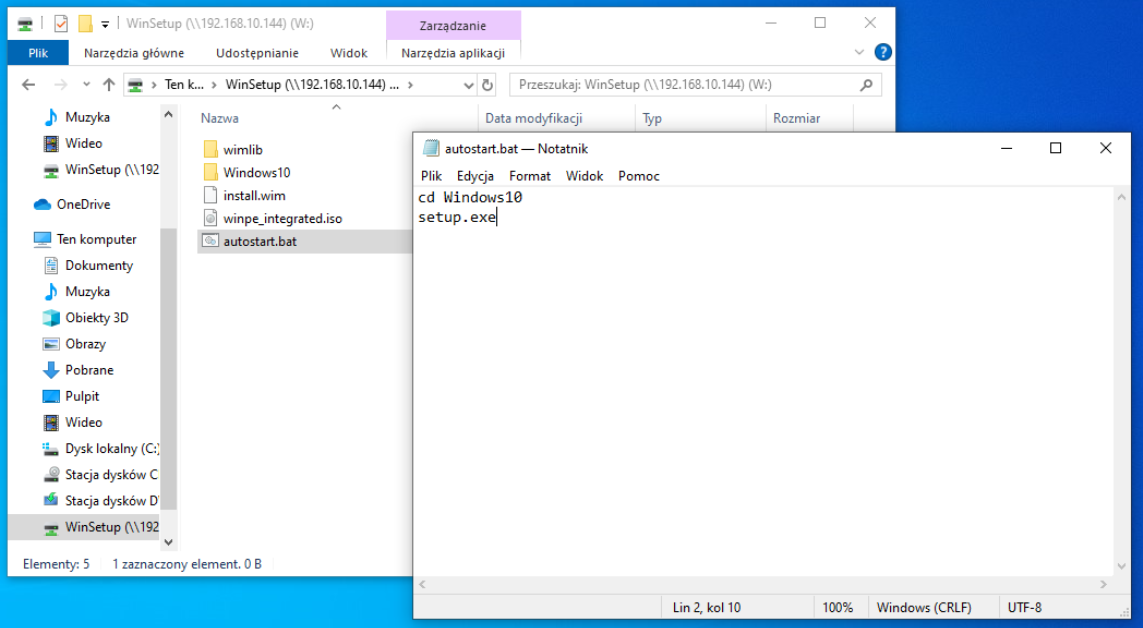 WinSetup (\\192.168.10.144) (W:)
Zarządzanie
Plik Narzędzia główne Udostępnianie Widok Narzędzia aplikacji
Ten k... WinSetup (\\192.168.10.144) ...
Przeszukaj: WinSetup (\\192.168.10.144) (W:)
Muzyka
Wideo
WinSetup (\\192
OneDrive
Ten komputer
Dokumenty
Muzyka
Obiekty 3D
Obrazy
Pobrane
Pulpit
Wideo
Dysk lokalny (C:)
Stacja dysków C
Stacja dysków D
WinSetup (\\192
Nazwa Data modyfikacji Typ Rozmiar
wimlib
Windows10
install.wim
winpe_integrated.iso
autostart.bat
Elementy: 5 1 zaznaczony element. 0 B
autostart.bat — Notatnik
Plik Edycja Format Widok Pomoc
cd Windows10
setup.exe
Lin 2, kol 10 100% Windows (CRLF) UTF-8